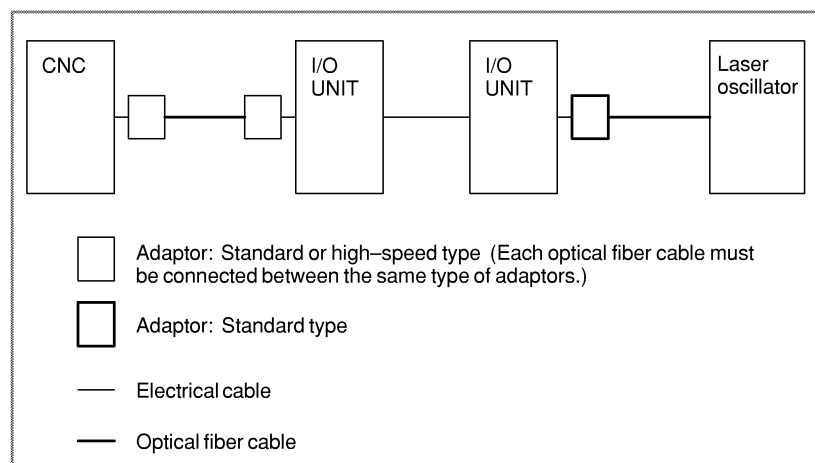 CNC
I/O
UNIT
I/O
UNIT
Laser
oscillator
Adaptor: Standard or high–speed type (Each optical fiber cable must
be connected between the same type of adaptors.)
Adaptor: Standard type
Electrical cable
Optical fiber cable